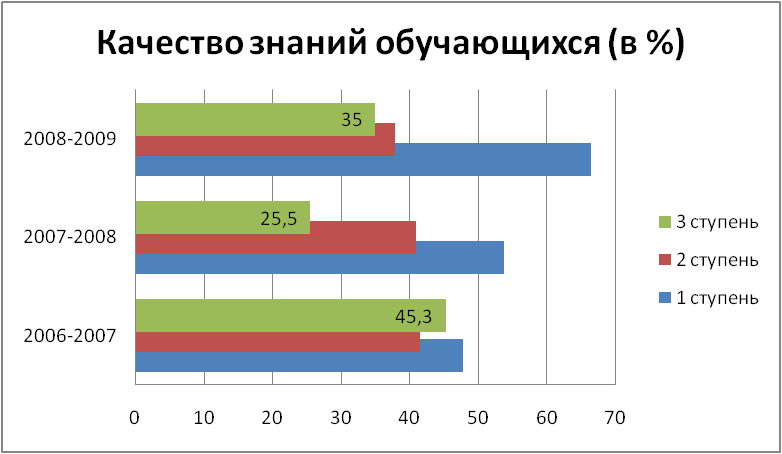 Качество знаний обучающихся (в %)
2008-2009
35
2007-2008
25,5
2006-2007
45,3
3 ступень
2 ступень
1 ступень
0 10 20 30 40 50 60 70